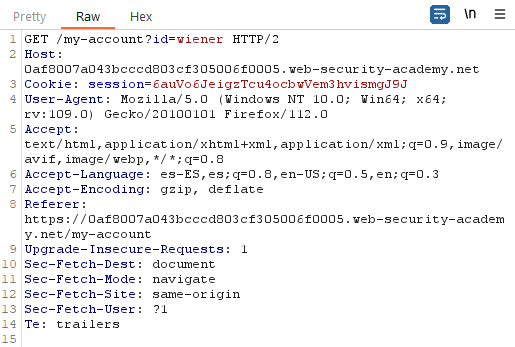 Pretty Raw Hex \n
1 GET /my-account?id=wiener HTTP/2
2 Host:
0af8007a043bcccd803cf305006f0005.web-security-academy.net
3 Cookie: session=6auVo6JeigzTcu4ocbwVem3hvismgJ9J
4 User-Agent: Mozilla/5.0 (Windows NT 10.0; Win64; x64;
rv:109.0) Gecko/20100101 Firefox/112.0
5 Accept:
text/html,application/xhtml+xml,application/xml;q=0.9,image/
avif,image/webp,*/*;q=0.8
6 Accept-Language: es-ES,es;q=0.8,en-US;q=0.5,en;q=0.3
7 Accept-Encoding: gzip, deflate
8 Referer:
https://0af8007a043bcccd803cf305006f0005.web-security-academ
y.net/my-account
9 Upgrade-Insecure-Requests: 1
10 Sec-Fetch-Dest: document
11 Sec-Fetch-Mode: navigate
12 Sec-Fetch-Site: same-origin
13 Sec-Fetch-User: ?1
14 Te: trailers
15